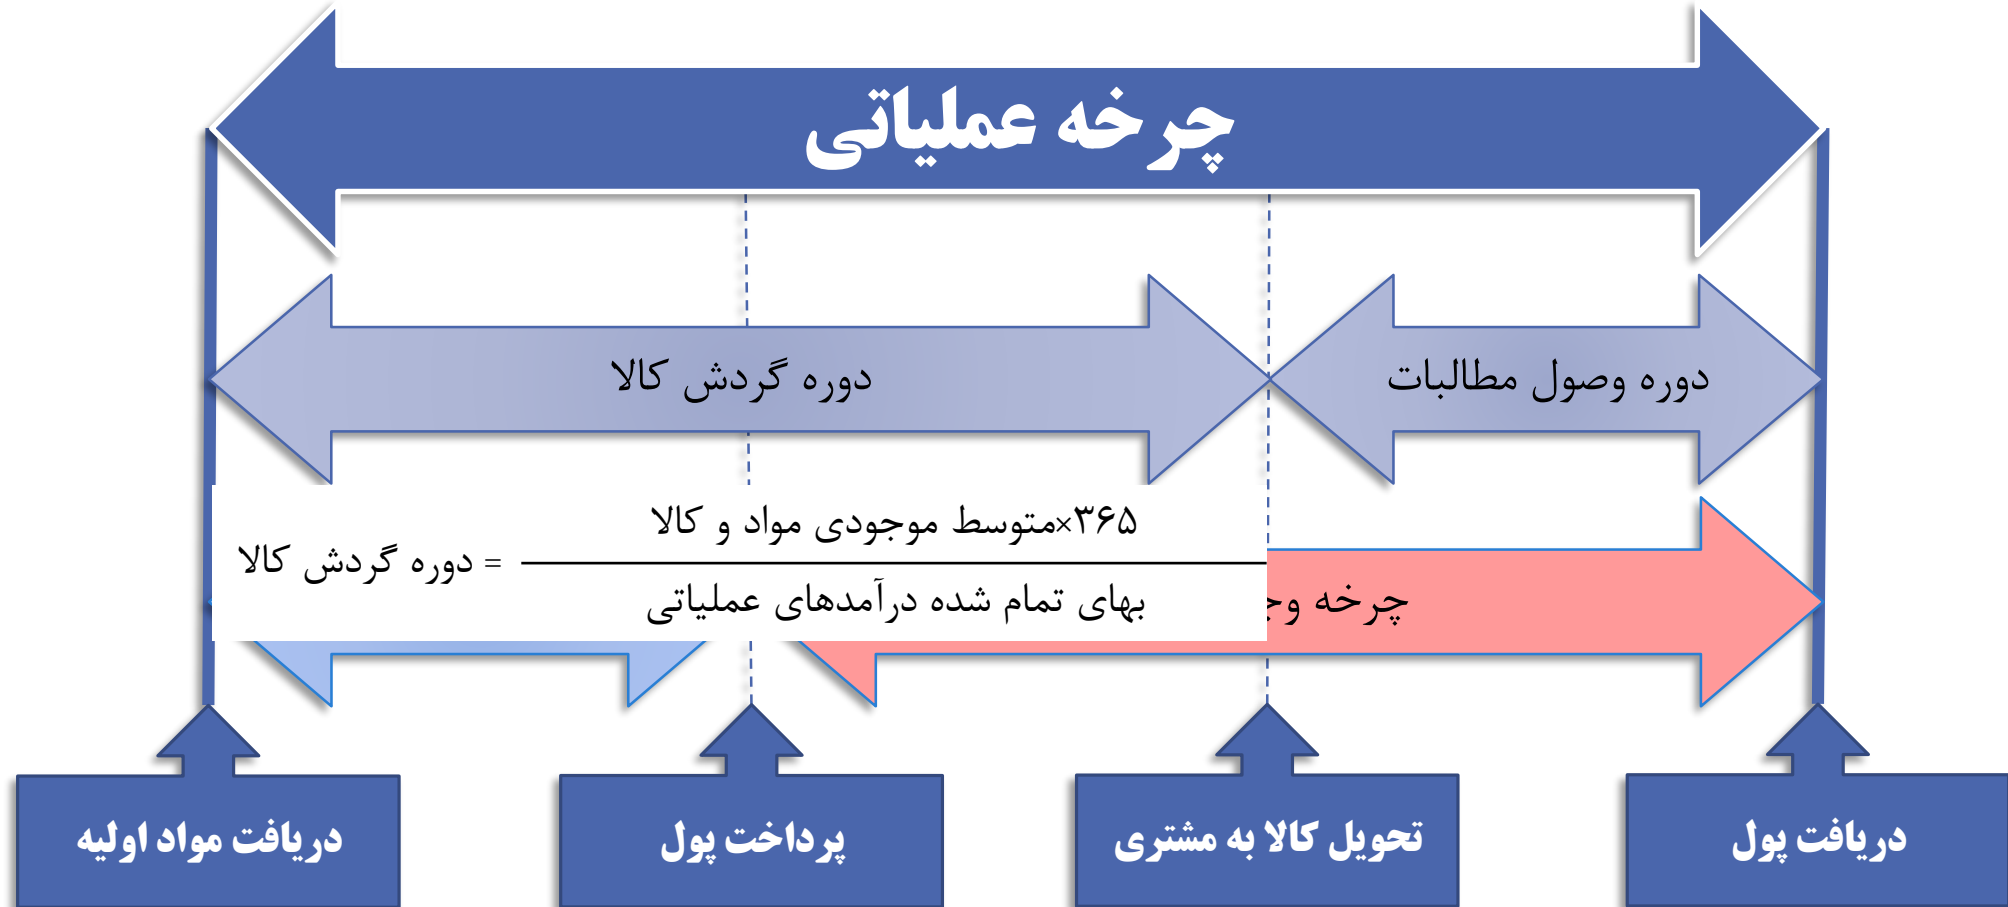 چرخه عملیاتی
دوره وصول مطالبات
دوره گردش کالا
دوره گردش کالا =
متوسط موجودی مواد و کالا×۳۶۵
بهای تمام شده درآمدهای عملیاتی
چرخه
دریافت مواد اولیه
پرداخت پول
تحویل کالا به مشتری
دریافت پول